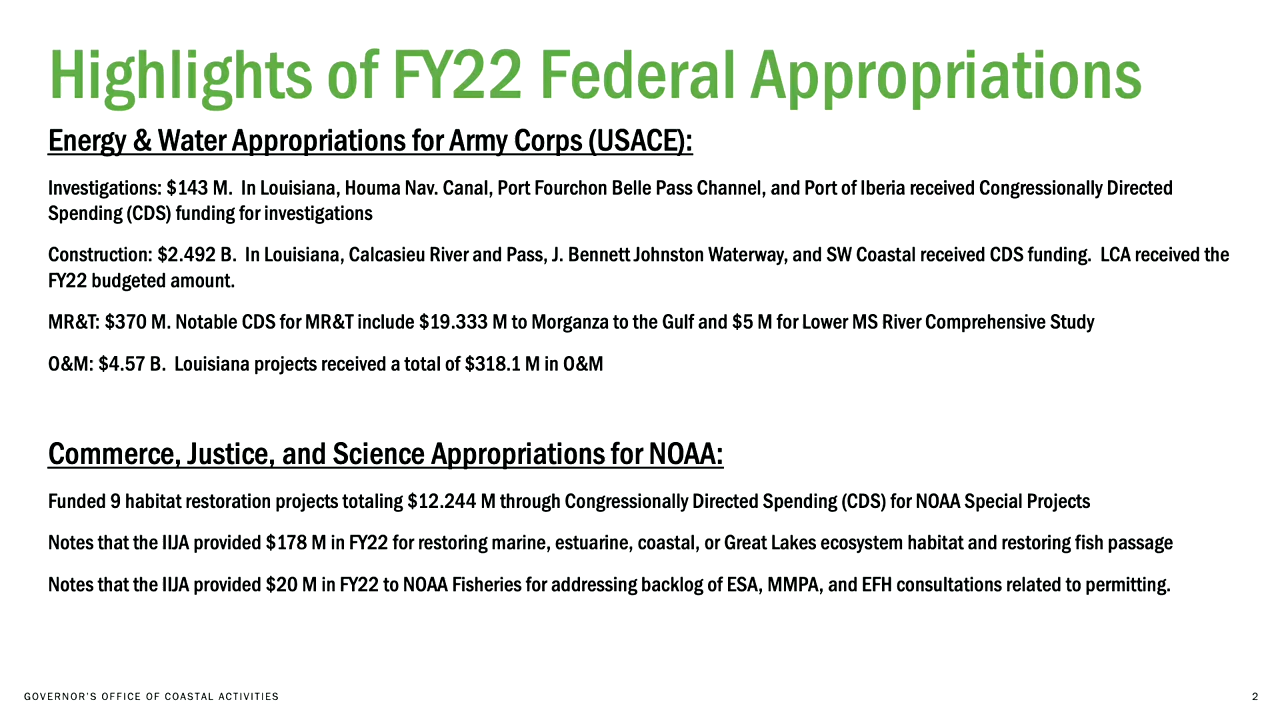 Highlights of FY22 Federal Appropriations
Energy & Water Appropriations for Army Corps (USACE):
Investigations: $143 M.  In Louisiana, Houma Nav. Canal, Port Fourchon Belle Pass Channel, and Port of Iberia received Congressionally Directed
Spending (CDS) funding for investigations
Construction: $2.492 B.  In Louisiana, Calcasieu River and Pass, J. Bennett Johnston Waterway, and SW Coastal received CDS funding.  LCA received the
FY22 budgeted amount.
MR&T: $370 M. Notable CDS for MR&T include $19.333 M to Morganza to the Gulf and $5 M for Lower MS River Comprehensive Study
O&M: $4.57 B.  Louisiana projects received a total of $318.1 M in O&M
Commerce, Justice, and Science Appropriations for NOAA:
Funded 9 habitat restoration projects totaling $12.244 M through Congressionally Directed Spending (CDS) for NOAA Special Projects
Notes that the IIJA provided $178 M in FY22 for restoring marine, estuarine, coastal, or Great Lakes ecosystem habitat and restoring fish passage
Notes that the IIJA provided $20 M in FY22 to NOAA Fisheries for addressing backlog of ESA, MMPA, and EFH consultations related to permitting.
GOVERNOR'S OFFICE OF COASTAL ACTIVITIES
2